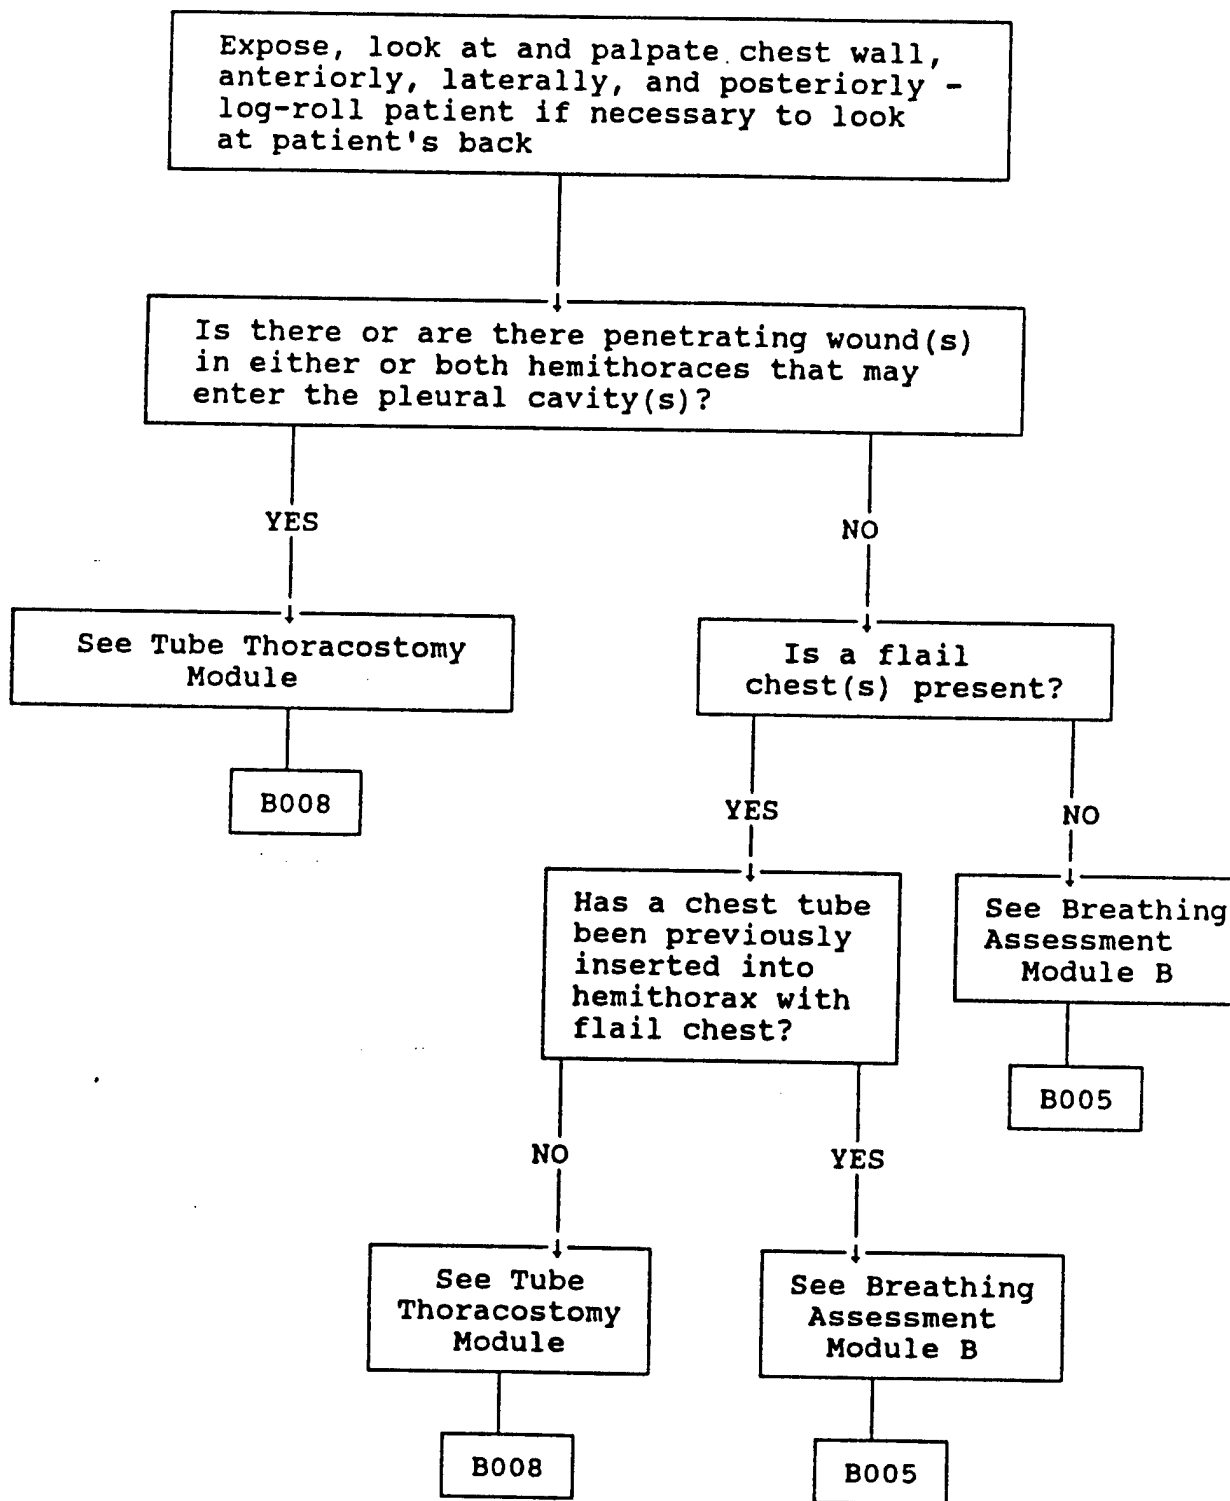 Expose, look at and palpate chest wall,
anteriorly, laterally, and posteriorly -
log-roll patient if necessary to look
at patient's back
Is there or are there penetrating wound(s)
in either or both hemithoraces that may
enter the pleural cavity(s)?
YES
NO
See Tube Thoracostomy
Module
B008
Is a flail
chest(s) present?
YES
NO
Has a chest tube
been previously
inserted into
hemithorax with
flail chest?
See Breathing
Assessment
Module B
B005
NO
YES
See Tube
Thoracostomy
Module
B008
See Breathing
Assessment
Module B
B005